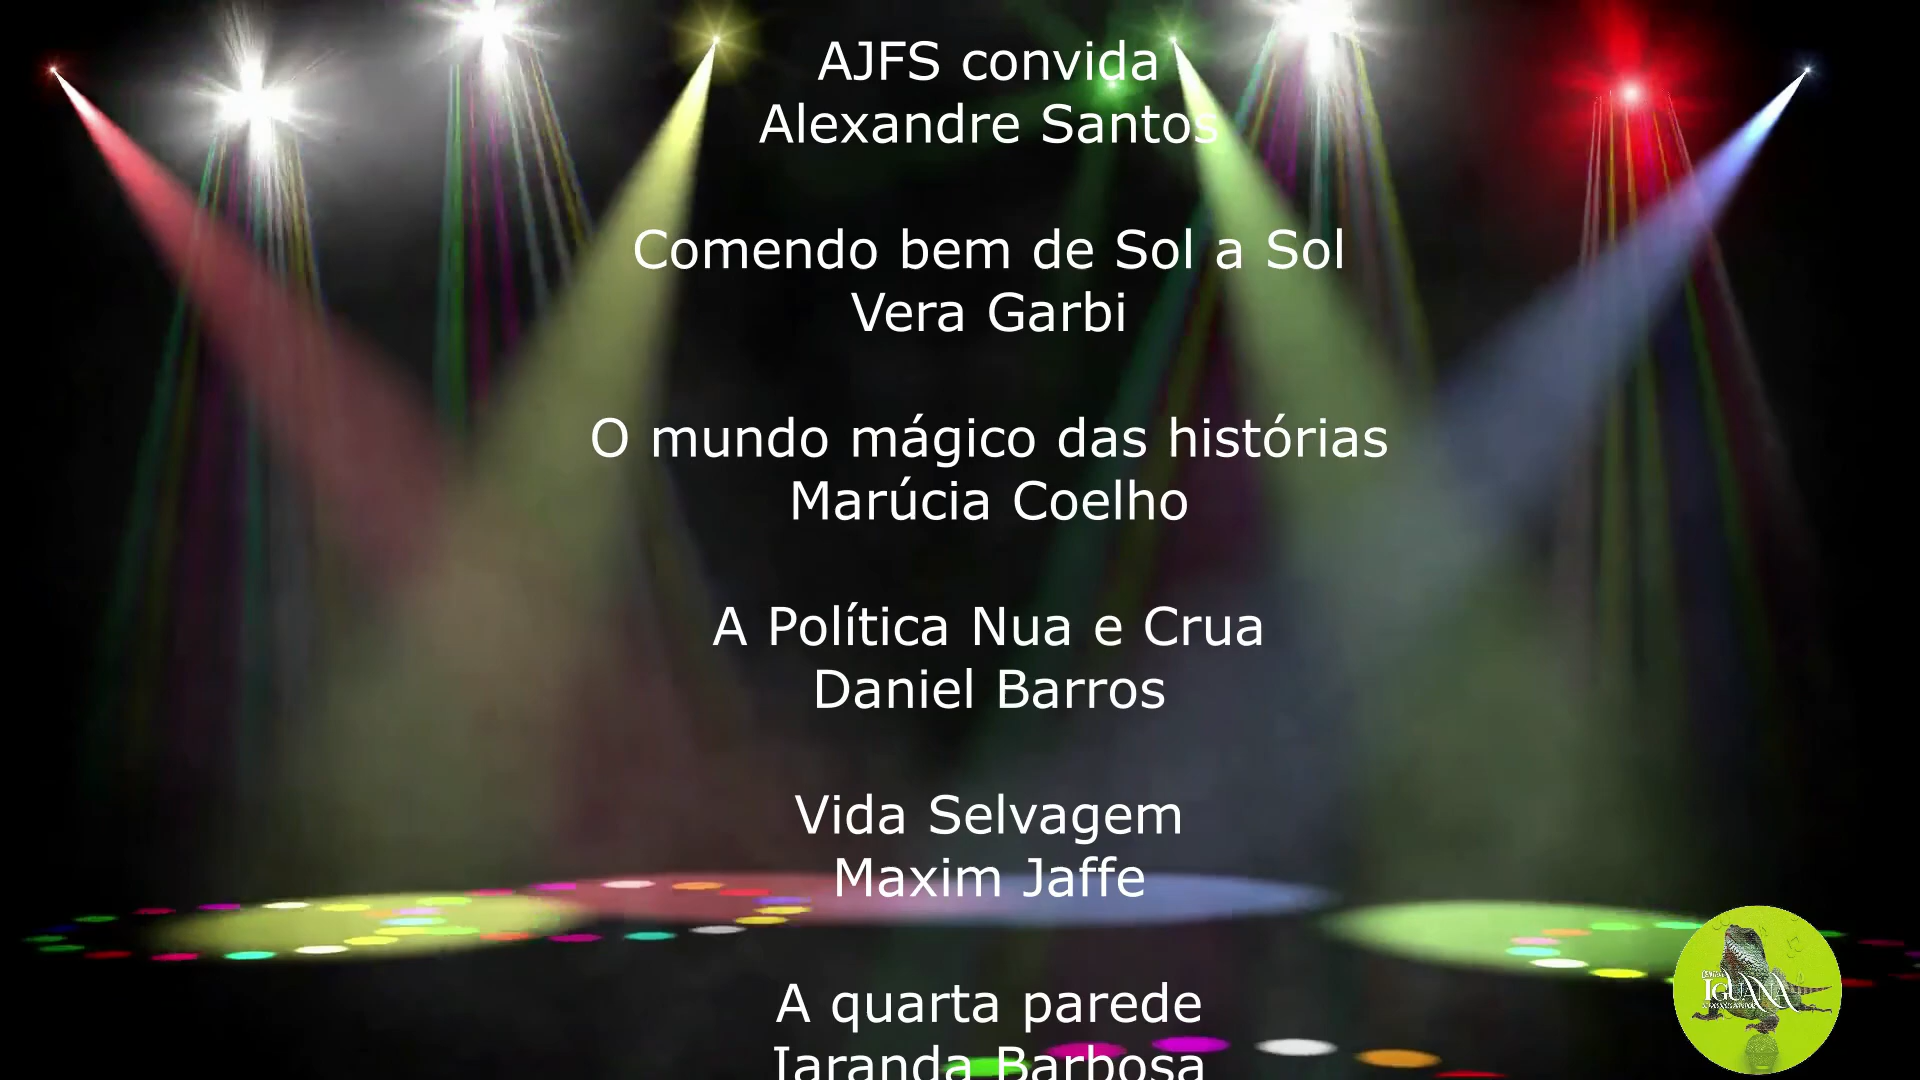 AJFS convida
Alexandre Santos
Comendo bem de Sol a Sol
Vera Garbi
O mundo mágico das histórias
Marúcia Coelho
A Política Nua e Crua
Daniel Barros
Vida Selvagem
Maxim Jaffe
A quarta parede
Iaranda Barbosa
IGUANA